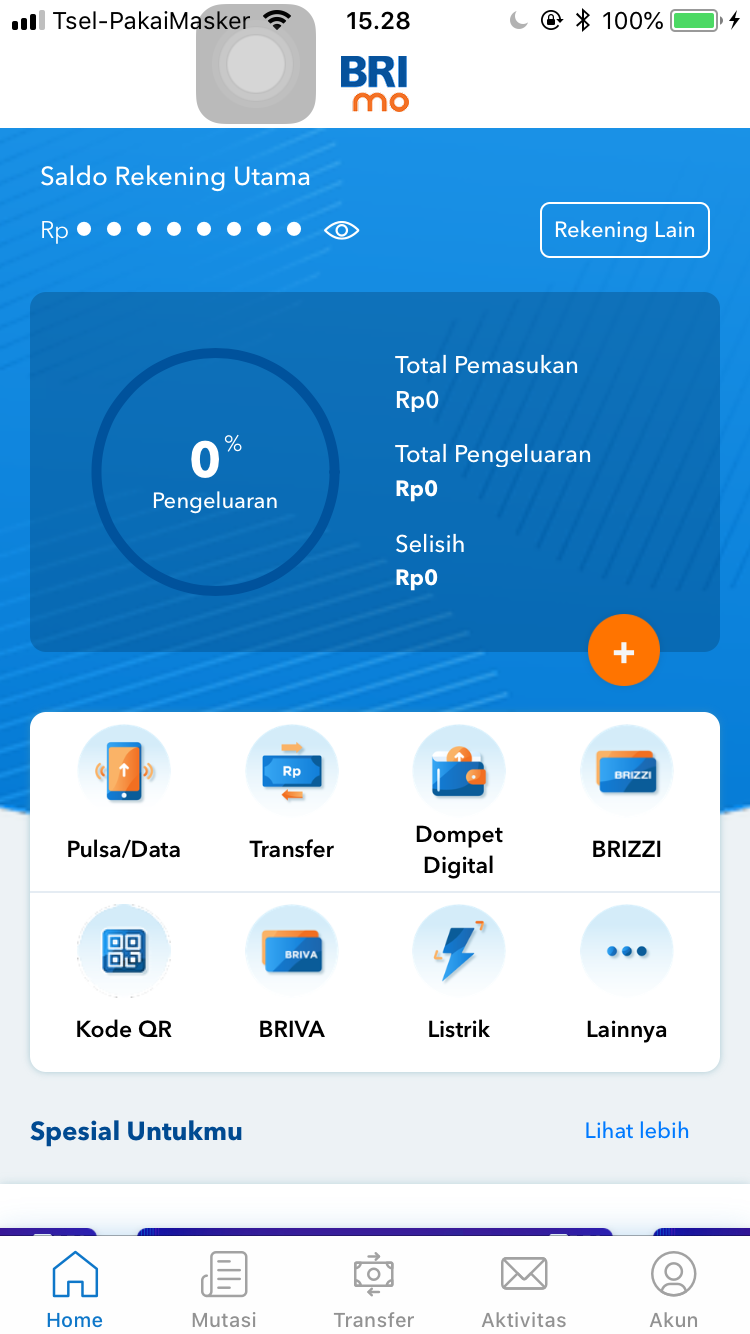 Tsel-PakaiMasker 15.28 100%
BRI
mo
Saldo Rekening Utama
Rp
Rekening Lain
0%
Pengeluaran
Total Pemasukan
Rp0
Total Pengeluaran
Rp0
Selisih
Rp0
+
Pulsa/Data
Rp
Transfer
Dompet
Digital
BRIZZI
BRIZZI
Kode QR
BRIVA
BRIVA
Listrik
Lainnya
Spesial Untukmu
Lihat lebih
Home
Mutasi
Transfer
Aktivitas
Akun